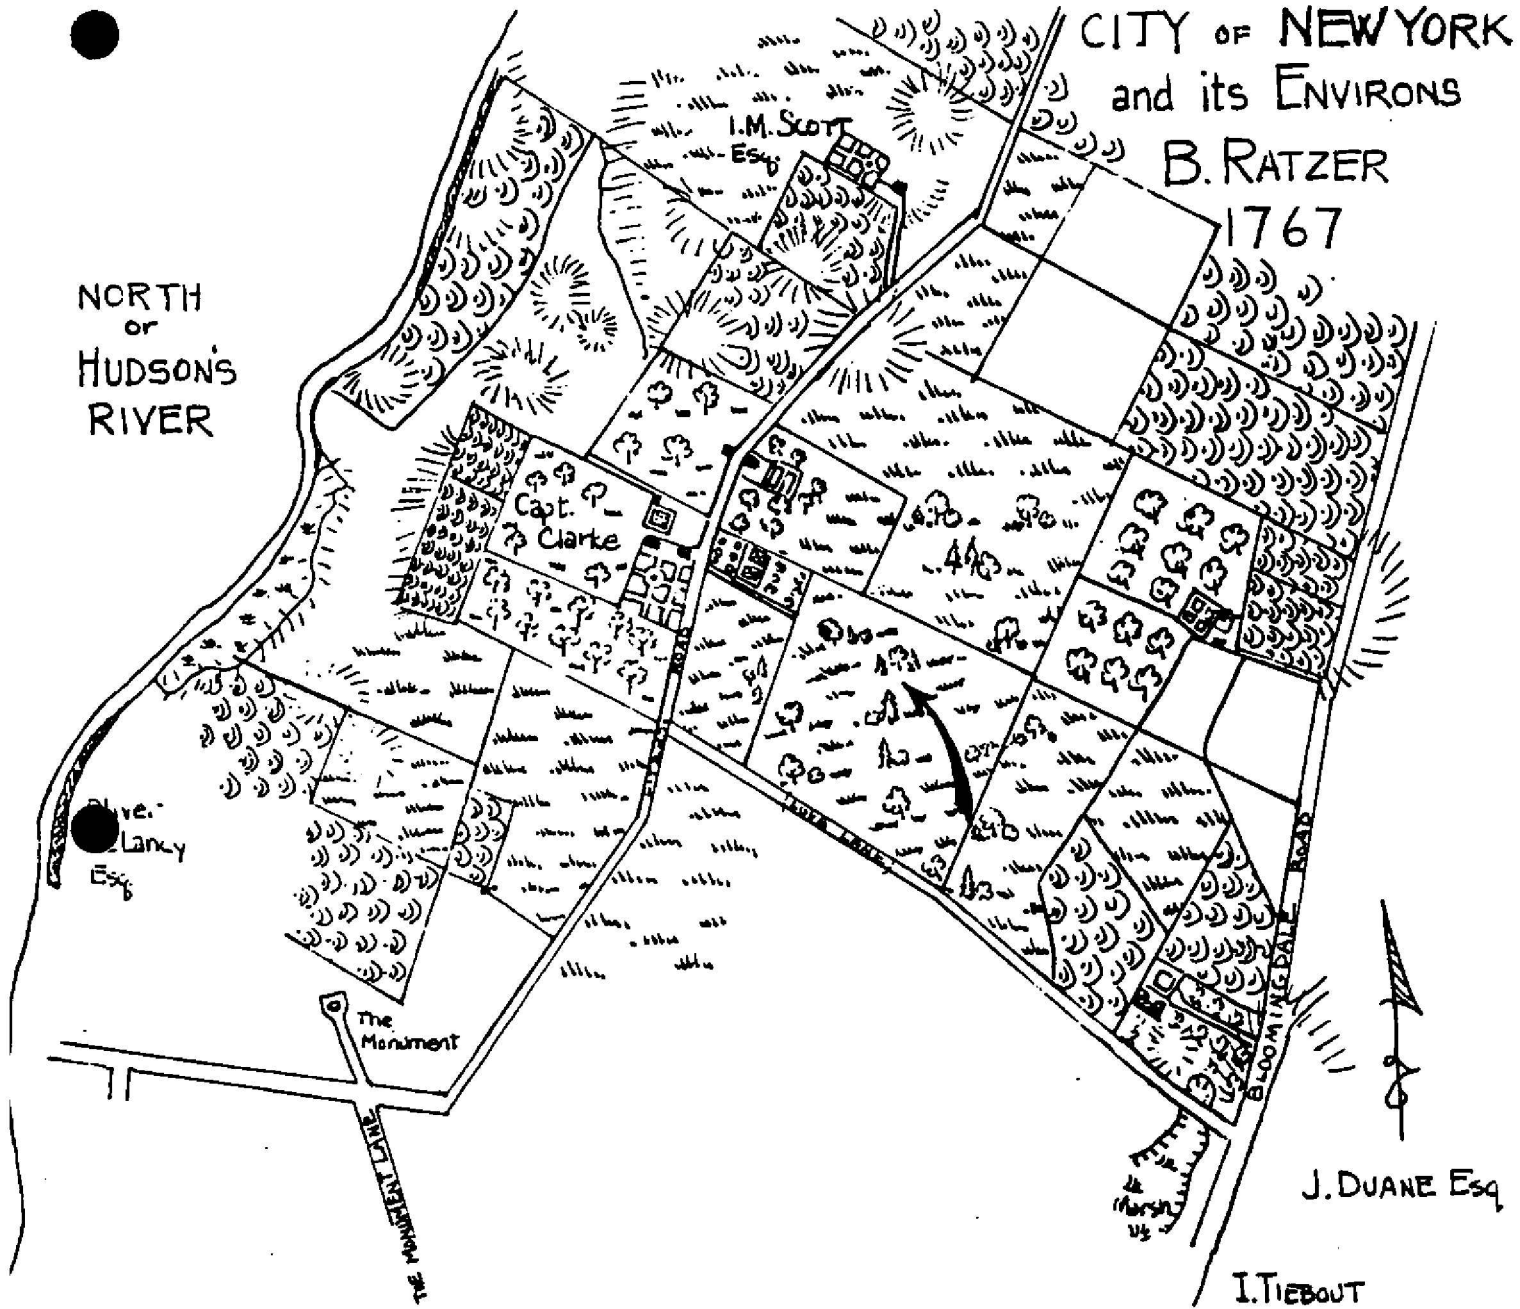 CITY OF NEW YORK
and its ENVIRONS
B. RATZER
1767
I.M. SCOTT
Esq.
NORTH
or
HUDSON'S
RIVER
Capt.
Clarke
ROAD
LOVE LANE
Lancy
Esq.
BLOOMINGDALE ROAD
The
Monument
THE MONUMENT LANE
Marsh
J. DUANE Esq
I. TIEBOUT